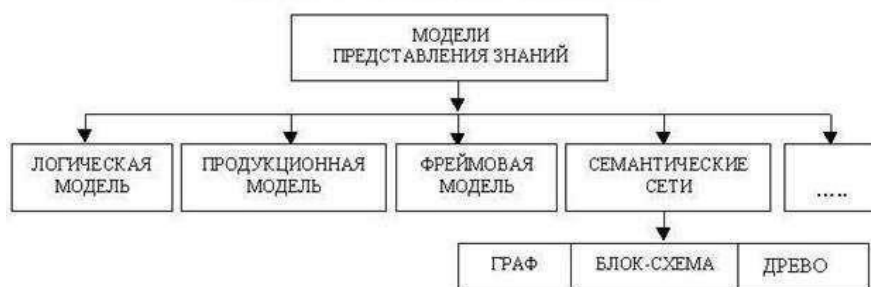 МОДЕЛИ
ПРЕДСТАВЛЕНИЯ ЗНАНИЙ
ЛОГИЧЕСКАЯ
МОДЕЛЬ
ПРОДУКЦИОННАЯ
МОДЕЛЬ
ФРЕЙМОВАЯ
МОДЕЛЬ
СЕМАНТИЧЕСКИЕ
СЕТИ
.....
ГРАФ
БЛОК-СХЕМА
ДРЕВО